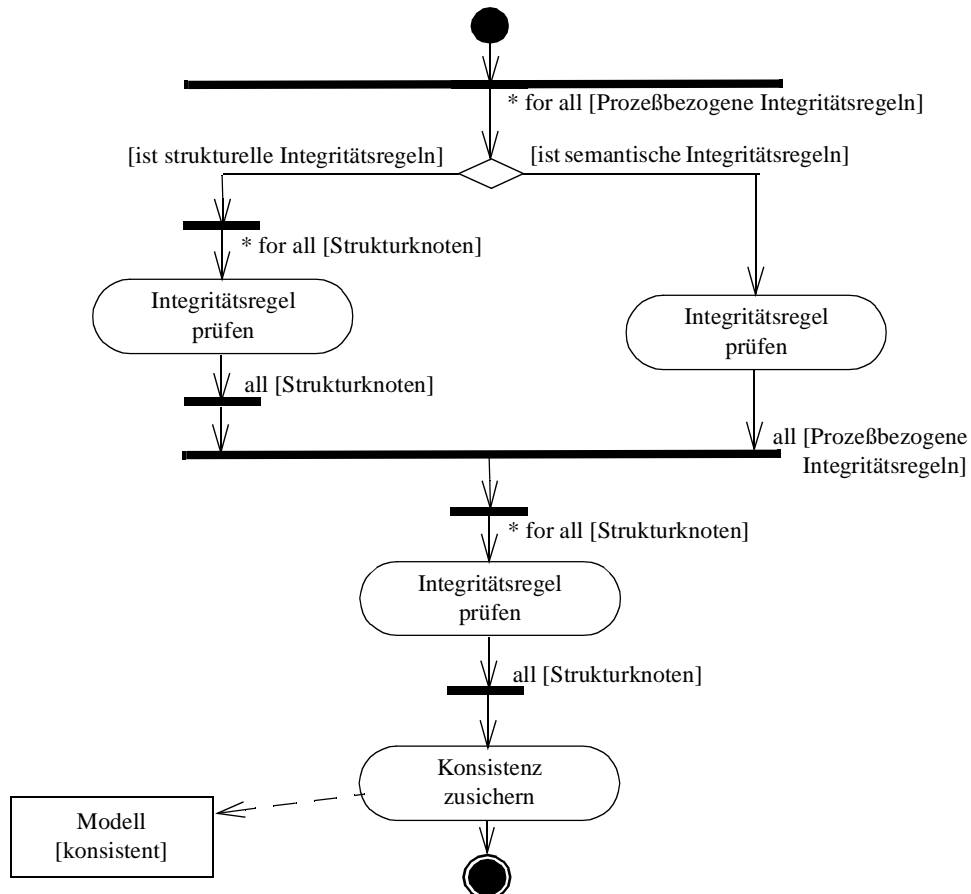 * for all [Prozeßbezogene Integritätsregeln]
[ist strukturelle Integritätsregeln]
[ist semantische Integritätsregeln]
* for all [Strukturknoten]
Integritätsregel
prüfen
Integritätsregel
prüfen
all [Strukturknoten]
all [Prozeßbezogene
Integritätsregeln]
* for all [Strukturknoten]
Integritätsregel
prüfen
all [Strukturknoten]
Konsistenz
zusichern
Modell
[konsistent]